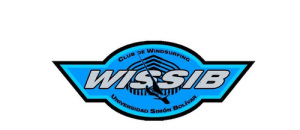 CLUB DE WINDSURFING
WISSIB
UNIVERSIDAD SIMÓN BOLÍVAR